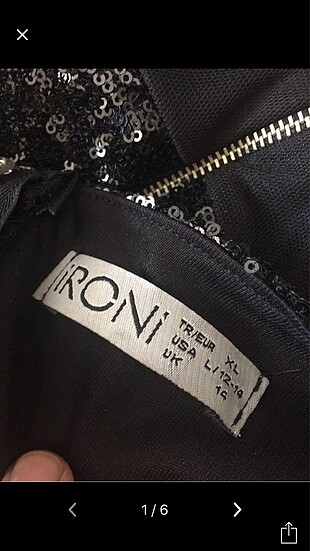 iRONi
TR/EUR XL
USA L/12-14
UK 16
1/6